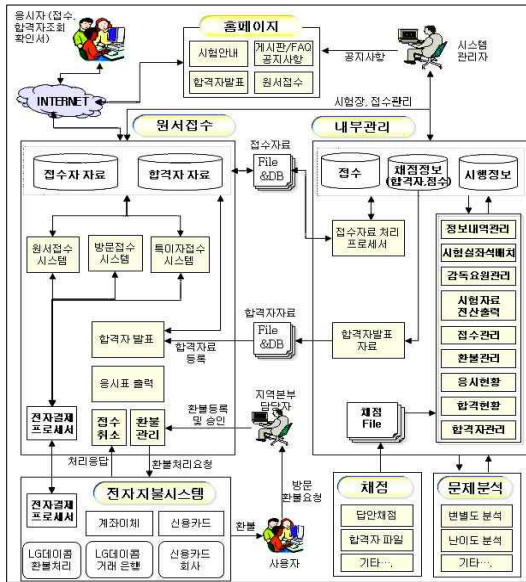 응시자(접수,
합격자조회
확인서)
홈페이지
시험안내
게시판/FAQ
공지사항
합격자발표
원서접수
공지사항
시스템
관리자
INTERNET
시험장, 접수관리
원서접수
접수자 자료
합격자 자료
원서접수
시스템
방문접수
시스템
특이자접수
시스템
접수자료
File
&DB
내부관리
접수
채점정보
(합격자,점수)
시행정보
접수자료 처리
프로세서
정보내역관리
시험실좌석배치
감독요원관리
시험자료
전산출력
접수관리
환불관리
응시현황
합격현황
합격자관리
합격자 발표
합격자료
등록
합격자자료
File
&DB
합격자발표
자료
응시표 출력
접수
취소
환불
관리
환불등록
및 승인
지역본부
담당자
전자결제
프로세서
처리응답
환불처리요청
방문
환불요청
채점
File
전자지불시스템
전자결제
프로세서
계좌이체
신용카드
LG데이콤
환불처리
LG데이콤
거래 은행
신용카드
회사
환불
사용자
채점
답안채점
합격자 파일
기타…,
문제분석
변별도 분석
난이도 분석
기타…,